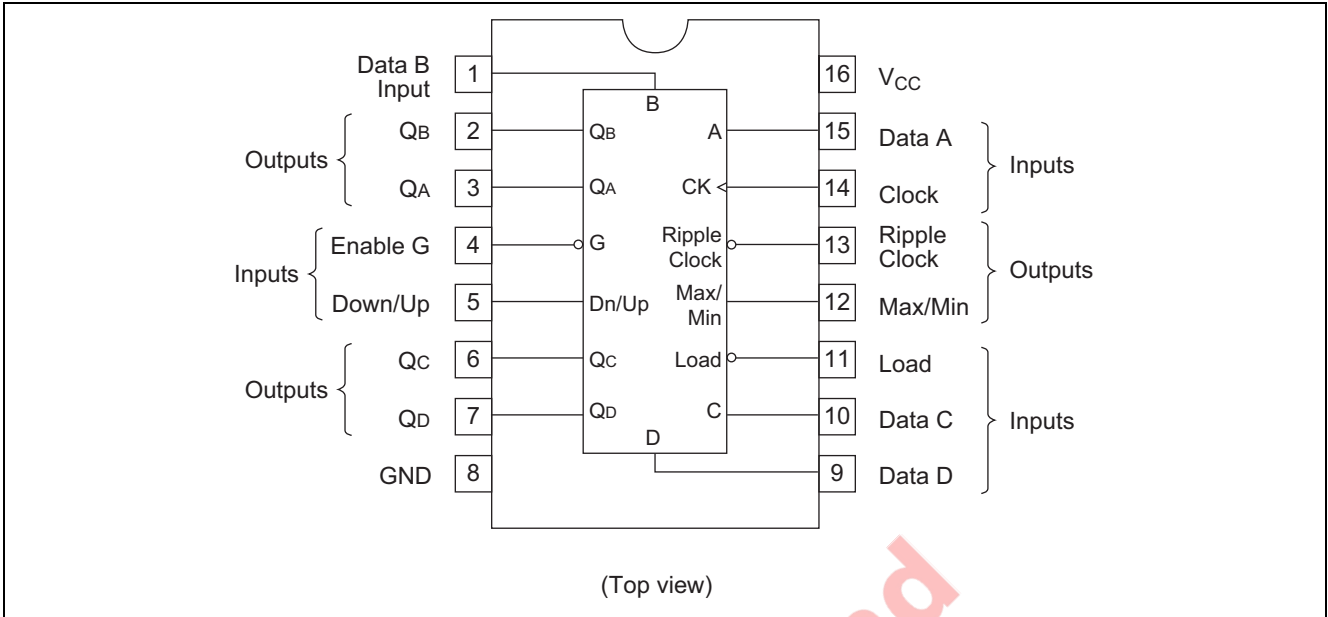 Data B
Input
1
16
VCC
B
Outputs
QB
2
QB
A
15
Data A
Inputs
QA
3
QA
CK
14
Clock
Inputs
Enable G
4
G
Ripple
Clock
13
Ripple
Clock
Outputs
Down/Up
5
Dn/Up
Max/
Min
12
Max/Min
Outputs
QC
6
QC
Load
11
Load
Inputs
QD
7
QD
C
10
Data C
D
GND
8
9
Data D
(Top view)